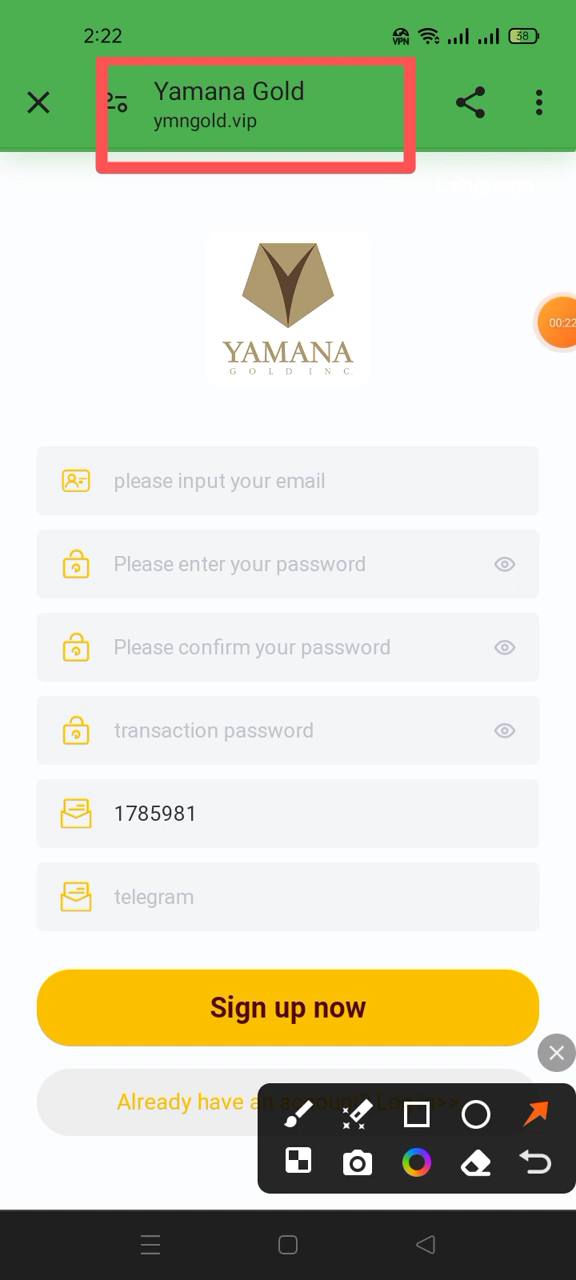 2:22
VPN
38
Yamana Gold
ymngold.vip
YAMANA
GOLD INC.
00:22
please input your email
Please enter your password
Please confirm your password
transaction password
1785981
telegram
Sign up now
Already have an account?